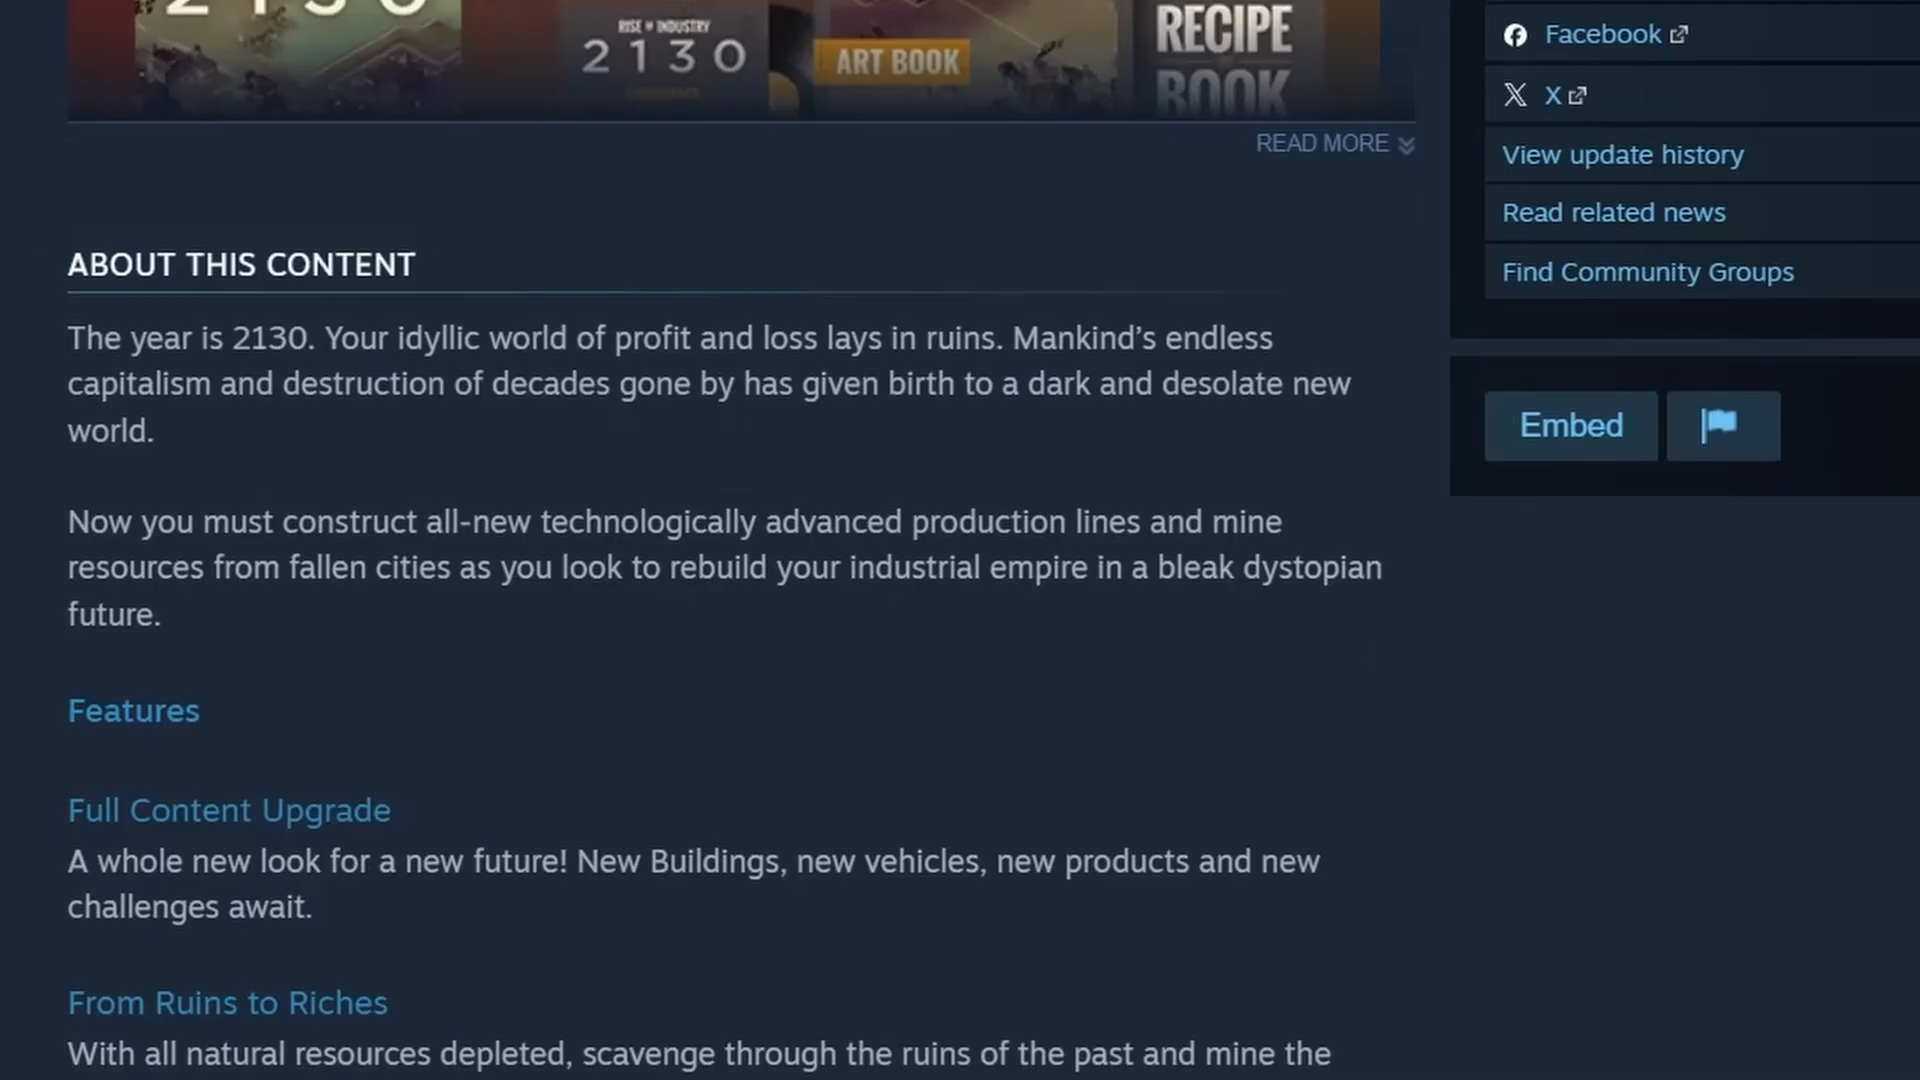 2130
RISE OF INDUSTRY
2130
ART BOOK
RECIPE
BOOK
READ MORE
ABOUT THIS CONTENT
The year is 2130. Your idyllic world of profit and loss lays in ruins. Mankind’s endless
capitalism and destruction of decades gone by has given birth to a dark and desolate new
world.
Now you must construct all-new technologically advanced production lines and mine
resources from fallen cities as you look to rebuild your industrial empire in a bleak dystopian
future.
Features
Full Content Upgrade
A whole new look for a new future! New Buildings, new vehicles, new products and new
challenges await.
From Ruins to Riches
With all natural resources depleted, scavenge through the ruins of the past and mine the
Facebook
X
View update history
Read related news
Find Community Groups
Embed